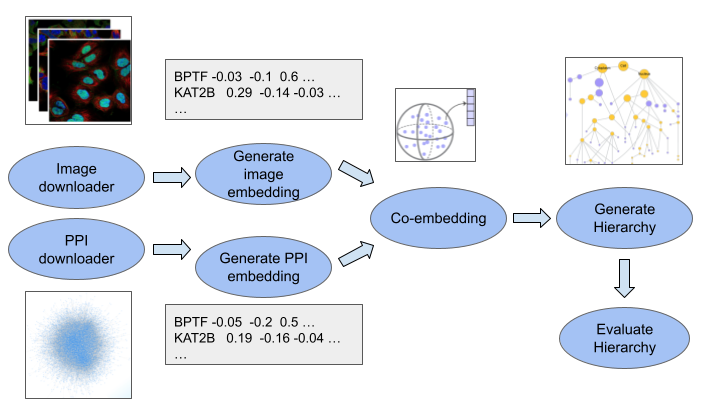 BPTF -0.03 -0.1 0.6 …
KAT2B 0.29 -0.14 -0.03 …
…
Image
downloader
Generate
image
embedding
PPI
downloader
Generate PPI
embedding
Co-embedding
Generate
Hierarchy
BPTF -0.05 -0.2 0.5 …
KAT2B 0.19 -0.16 -0.04 …
…
Evaluate
Hierarchy